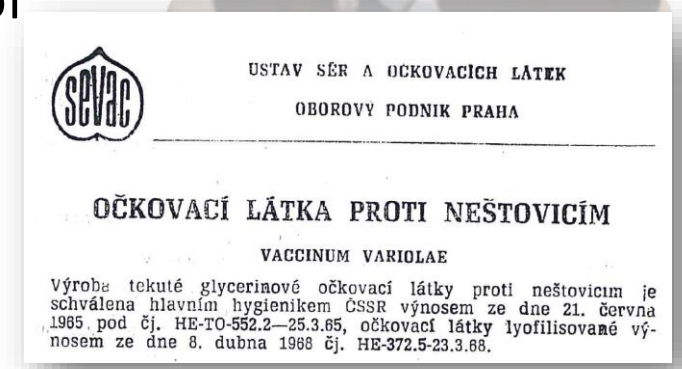 sevac
ÚSTAV SÉR A OČKOVACÍCH LÁTEK
OBOROVÝ PODNIK PRAHA
OČKOVACÍ LÁTKA PROTI NEŠTOVICÍM
VACCINUM VARIOLAE
Výroba tekuté glycerinové očkovací látky proti neštovicím je
schválena hlavním hygienikem ČSSR výnosem ze dne 21. června
1965 pod čj. HE-TO-552.2—25.3.65, očkovací látky lyofilisované vý-
nosem ze dne 8. dubna 1968 čj. HE-372.5-23.3.68.